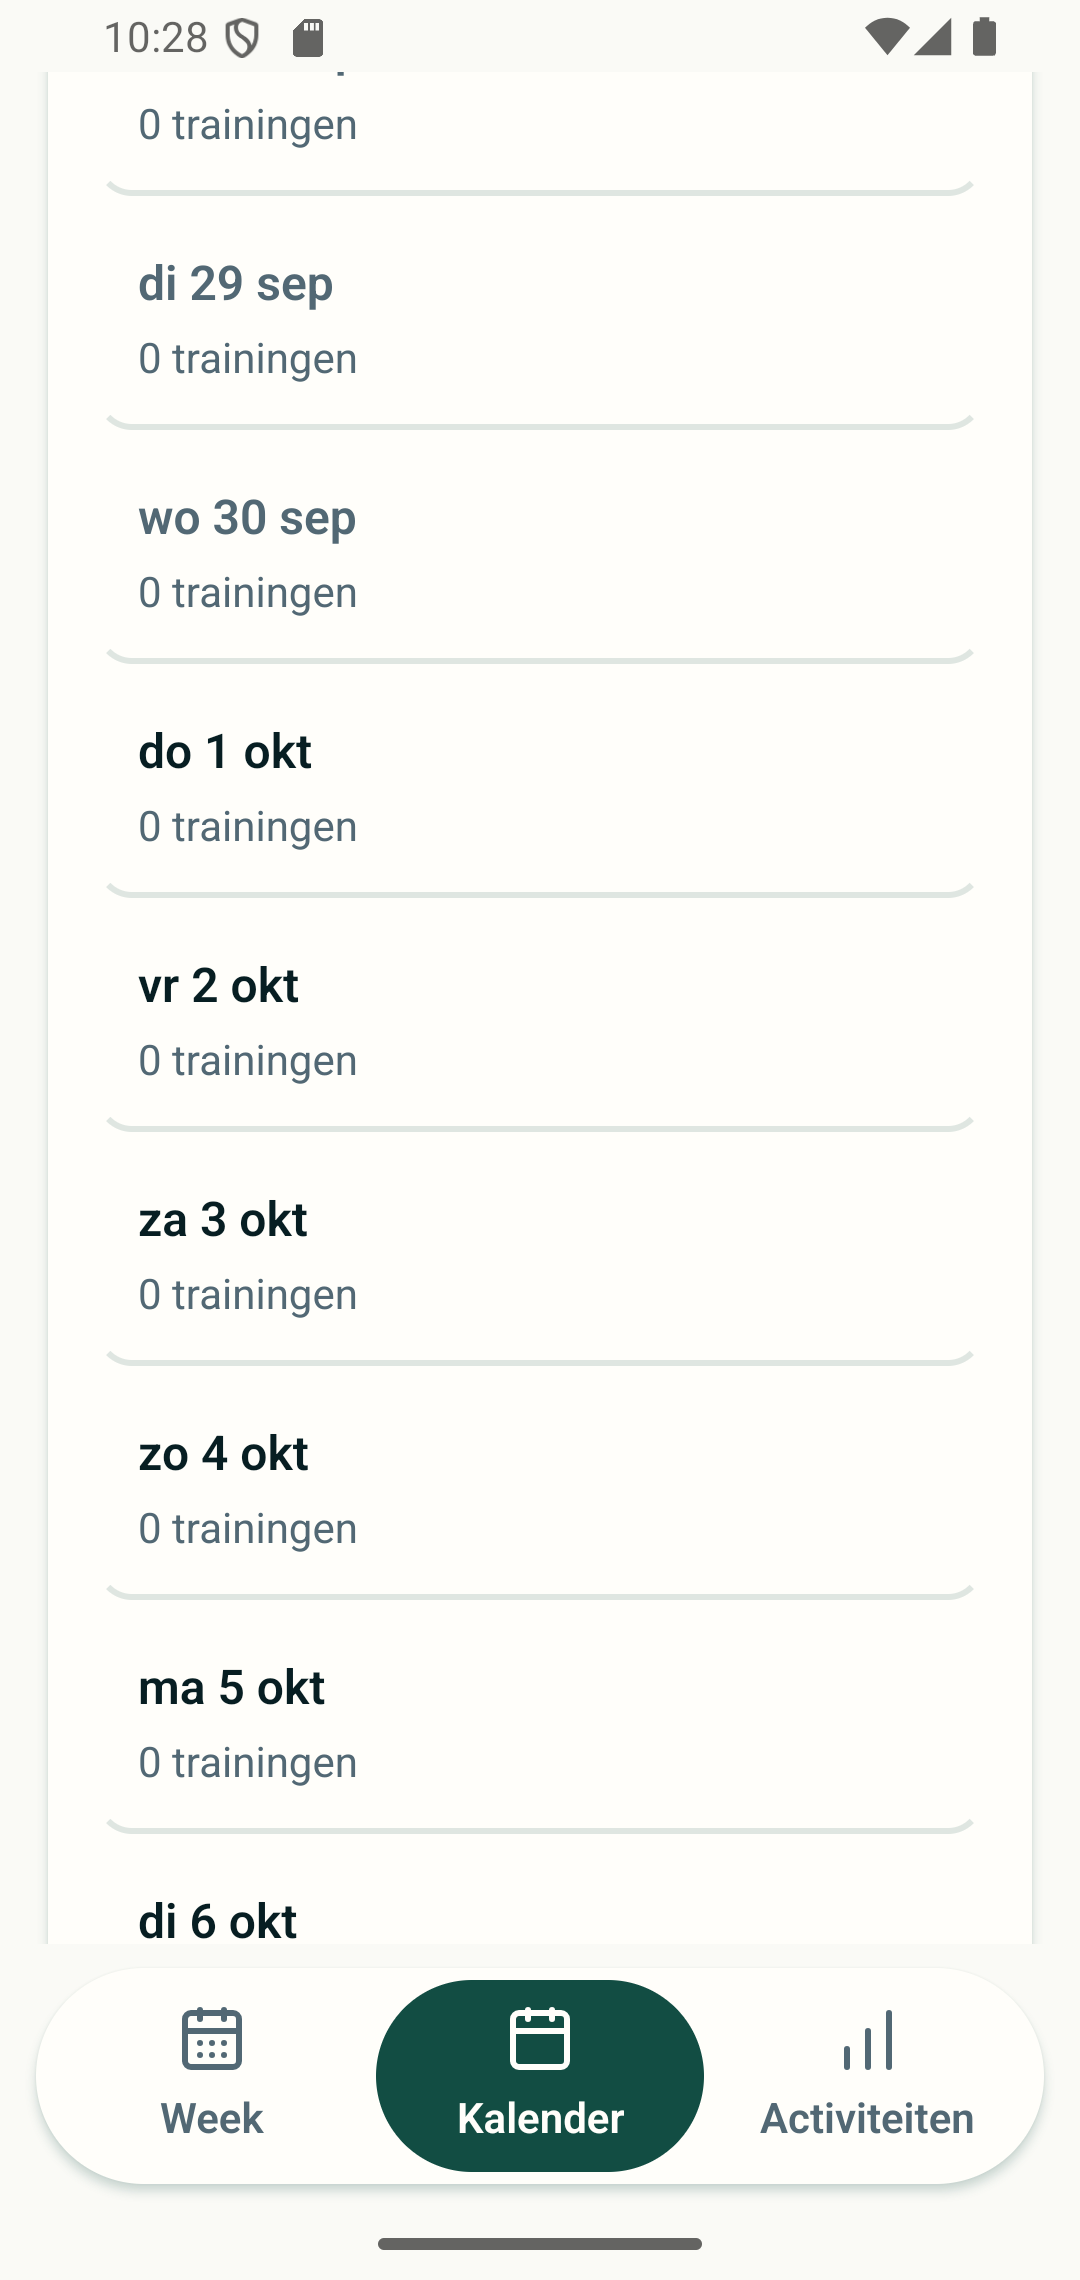 10:28
0 trainingen
di 29 sep
0 trainingen
wo 30 sep
0 trainingen
do 1 okt
0 trainingen
vr 2 okt
0 trainingen
za 3 okt
0 trainingen
zo 4 okt
0 trainingen
ma 5 okt
0 trainingen
di 6 okt
Week
Kalender
Activiteiten